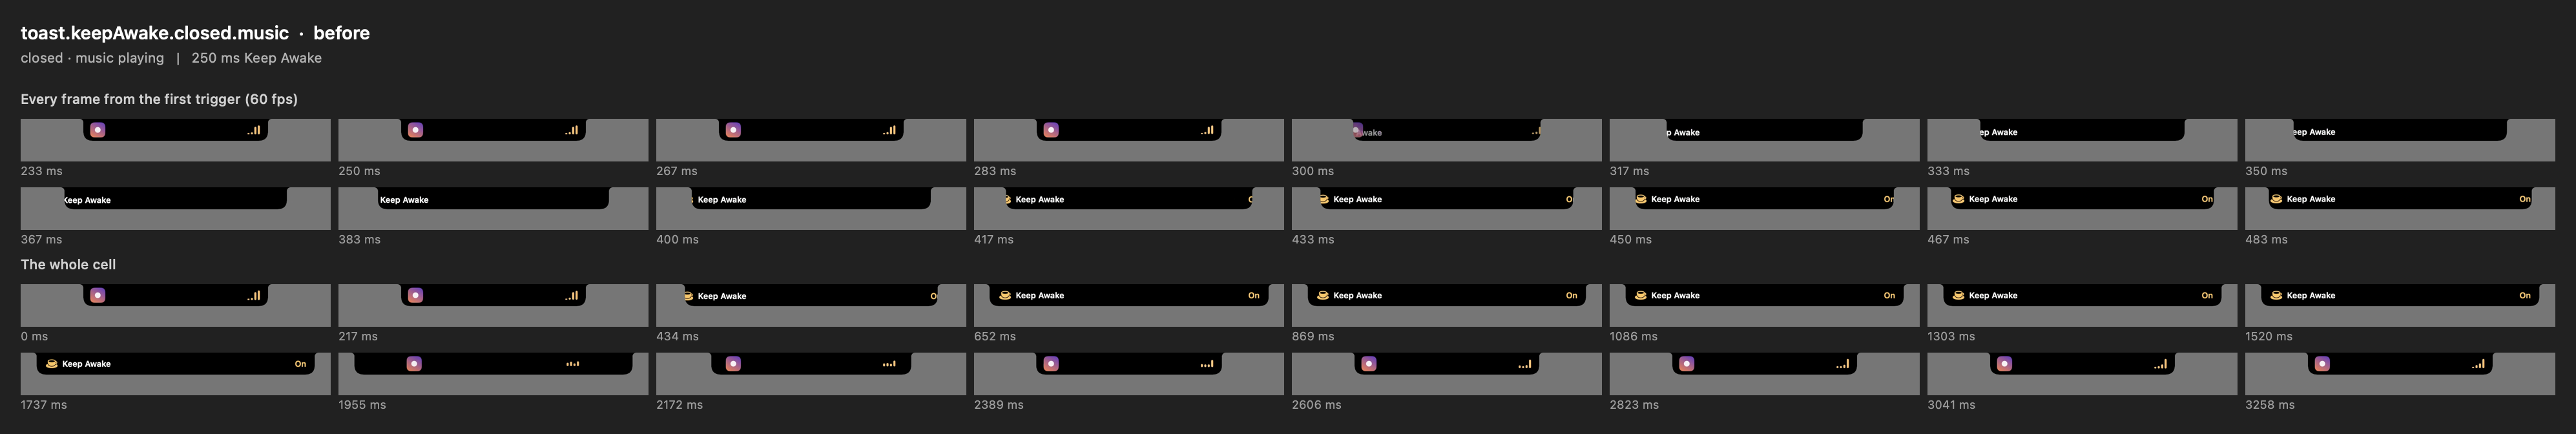 toast.keepAwake.closed.music · before
closed · music playing | 250 ms Keep Awake
Every frame from the first trigger (60 fps)
wake
p Awake
ep Awake
eep Awake
233 ms 250 ms 267 ms 283 ms 300 ms 317 ms 333 ms 350 ms
Keep Awake Keep Awake Keep Awake Keep Awake O Keep Awake O Keep Awake On Keep Awake On Keep Awake On
367 ms 383 ms 400 ms 417 ms 433 ms 450 ms 467 ms 483 ms
The whole cell
Keep Awake O Keep Awake On Keep Awake On Keep Awake On Keep Awake On Keep Awake On
0 ms 217 ms 434 ms 652 ms 869 ms 1086 ms 1303 ms 1520 ms
Keep Awake On
1737 ms 1955 ms 2172 ms 2389 ms 2606 ms 2823 ms 3041 ms 3258 ms